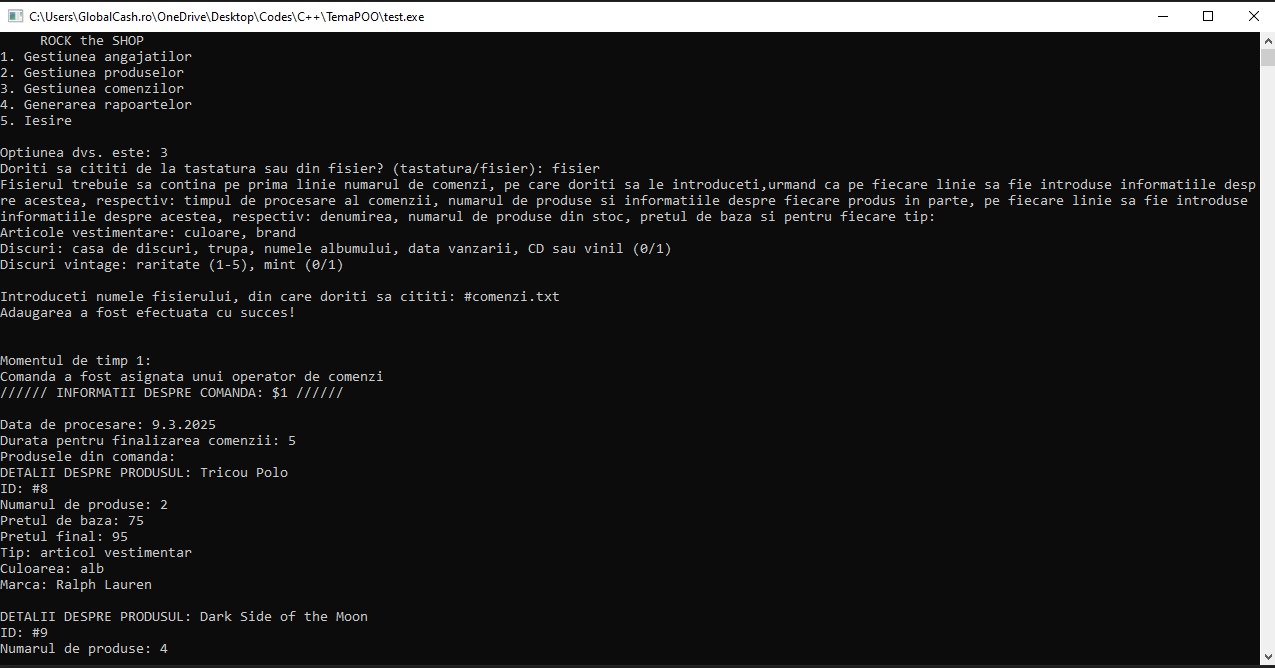 C:\Users\GlobalCash.ro\OneDrive\Desktop\Codes\C++\TemaPOO\test.exe
ROCK the SHOP
1. Gestiunea angajatilor
2. Gestiunea produselor
3. Gestiunea comenzilor
4. Generarea rapoartelor
5. Iesire
Optiunea dvs. este: 3
Doriti sa cititi de la tastatura sau din fisier? (tastatura/fisier): fisier
Fisierul trebuie sa contina pe prima linie numarul de comenzi, pe care doriti sa le introduceti,urmand ca pe fiecare linie sa fie introduse informatiile desp
re acestea, respectiv: timpul de procesare al comenzii, numarul de produse si informatiile despre fiecare produs in parte, pe fiecare linie sa fie introduse
informatiile despre acestea, respectiv: denumirea, numarul de produse din stoc, pretul de baza si pentru fiecare tip:
Articole vestimentare: culoare, brand
Discuri: casa de discuri, trupa, numele albumului, data vanzarii, CD sau vinil (0/1)
Discuri vintage: raritate (1-5), mint (0/1)
Introduceti numele fisierului, din care doriti sa cititi: #comenzi.txt
Adaugarea a fost efectuata cu succes!
Momentul de timp 1:
Comanda a fost asignata unui operator de comenzi
////// INFORMATII DESPRE COMANDA: $1 //////
Data de procesare: 9.3.2025
Durata pentru finalizarea comenzii: 5
Produsele din comanda:
DETALII DESPRE PRODUSUL: Tricou Polo
ID: #8
Numarul de produse: 2
Pretul de baza: 75
Pretul final: 95
Tip: articol vestimentar
Culoarea: alb
Marca: Ralph Lauren
DETALII DESPRE PRODUSUL: Dark Side of the Moon
ID: #9
Numarul de produse: 4